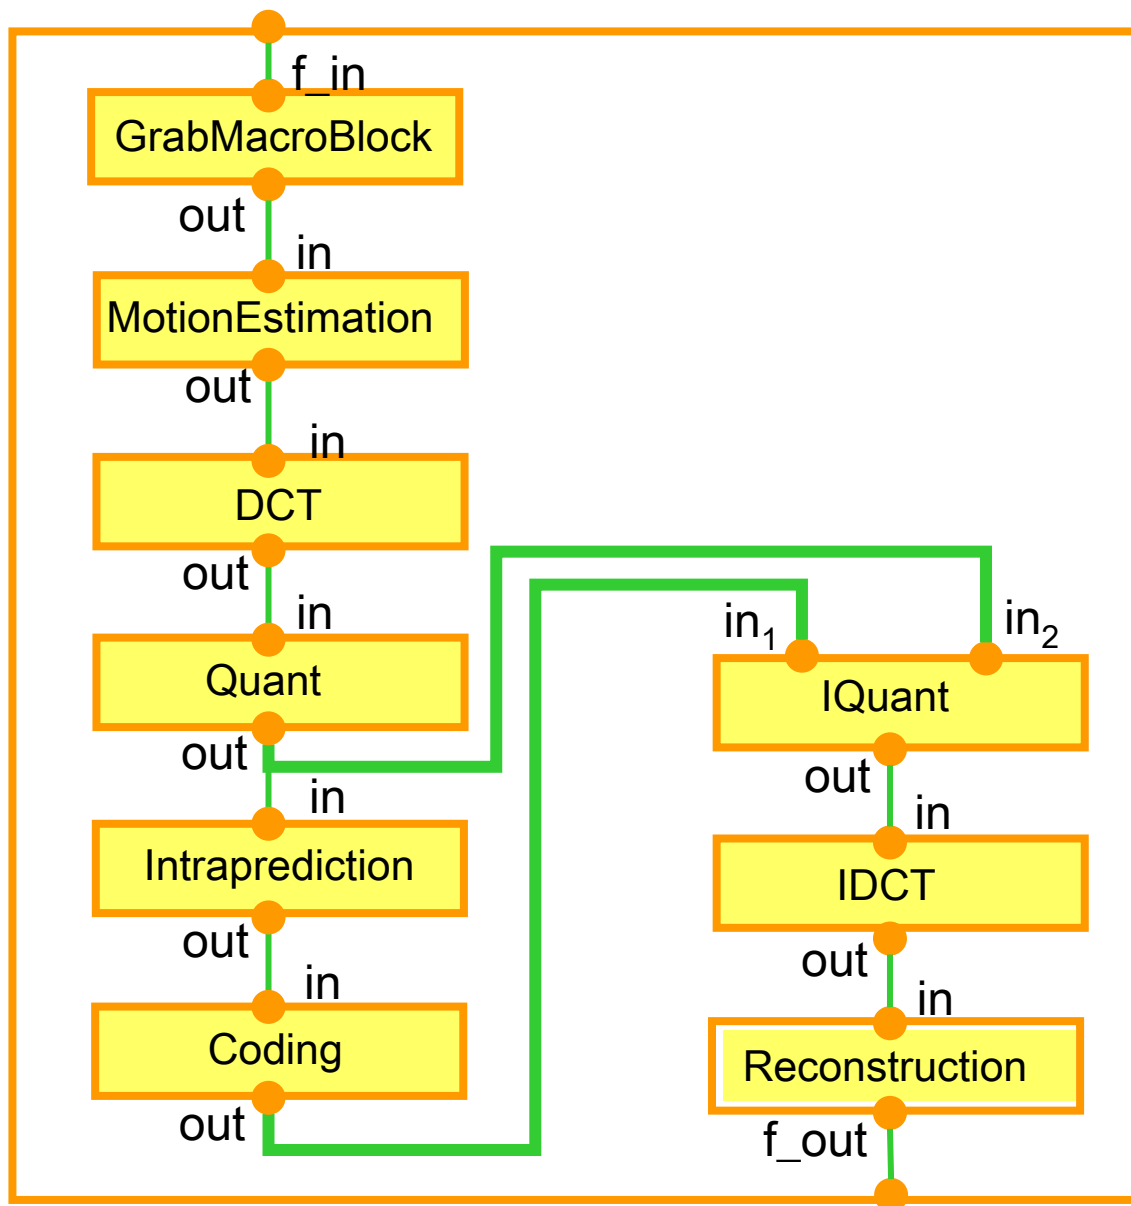 f_in
GrabMacroBlock
out
in
MotionEstimation
out
in
DCT
out
in
Quant
out
in
Intraprediction
out
in
Coding
out
in₁
in₂
IQuant
out
in
IDCT
out
in
Reconstruction
f_out